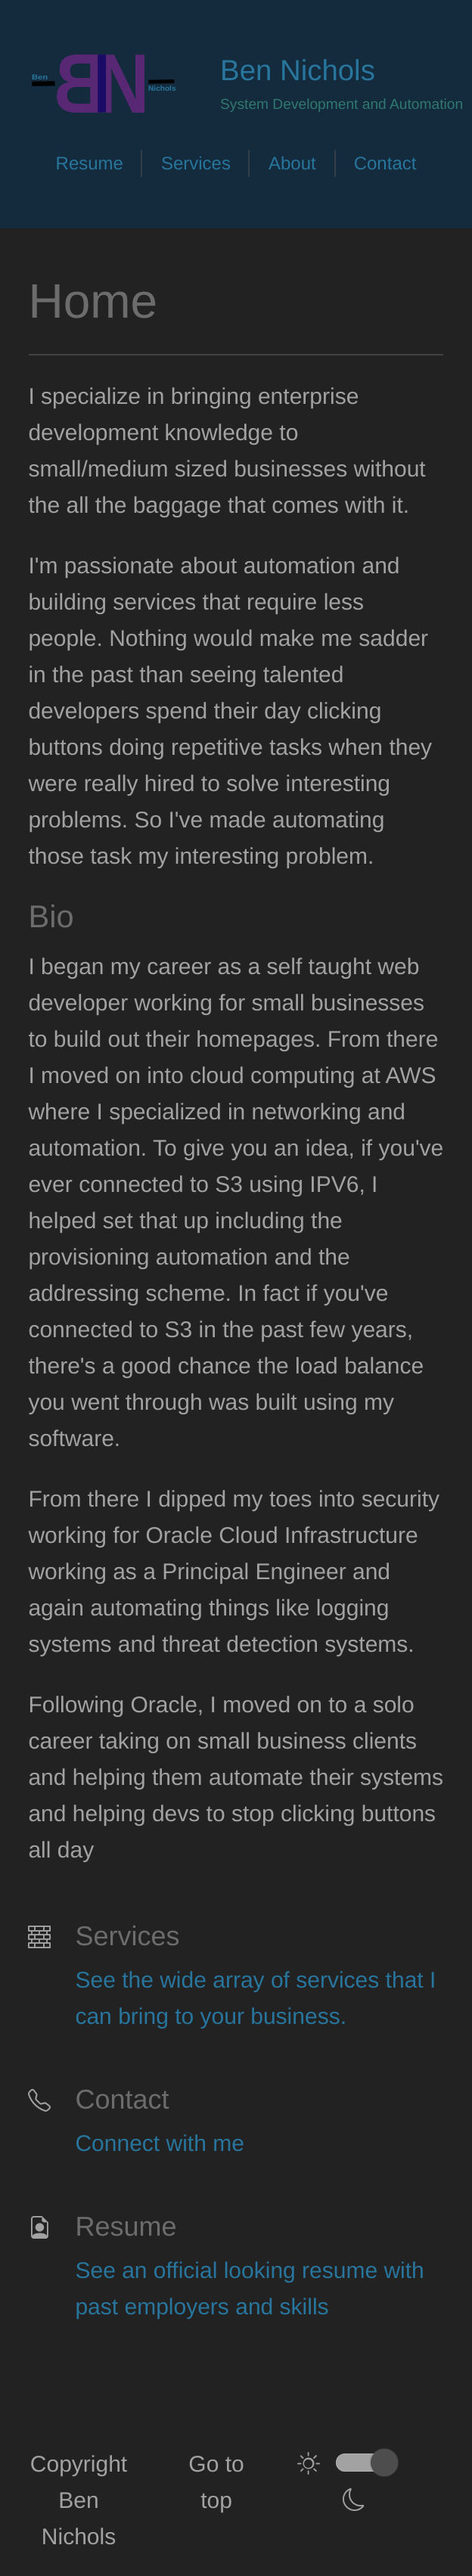 Ben
BN
Nichols
Ben Nichols
System Development and Automation
Resume
Services
About
Contact
Home
I specialize in bringing enterprise
development knowledge to
small/medium sized businesses without
the all the baggage that comes with it.
I'm passionate about automation and
building services that require less
people. Nothing would make me sadder
in the past than seeing talented
developers spend their day clicking
buttons doing repetitive tasks when they
were really hired to solve interesting
problems. So I've made automating
those task my interesting problem.
Bio
I began my career as a self taught web
developer working for small businesses
to build out their homepages. From there
I moved on into cloud computing at AWS
where I specialized in networking and
automation. To give you an idea, if you've
ever connected to S3 using IPV6, I
helped set that up including the
provisioning automation and the
addressing scheme. In fact if you've
connected to S3 in the past few years,
there's a good chance the load balance
you went through was built using my
software.
From there I dipped my toes into security
working for Oracle Cloud Infrastructure
working as a Principal Engineer and
again automating things like logging
systems and threat detection systems.
Following Oracle, I moved on to a solo
career taking on small business clients
and helping them automate their systems
and helping devs to stop clicking buttons
all day
Services
See the wide array of services that I
can bring to your business.
Contact
Connect with me
Resume
See an official looking resume with
past employers and skills
Copyright
Ben
Nichols
Go to
top